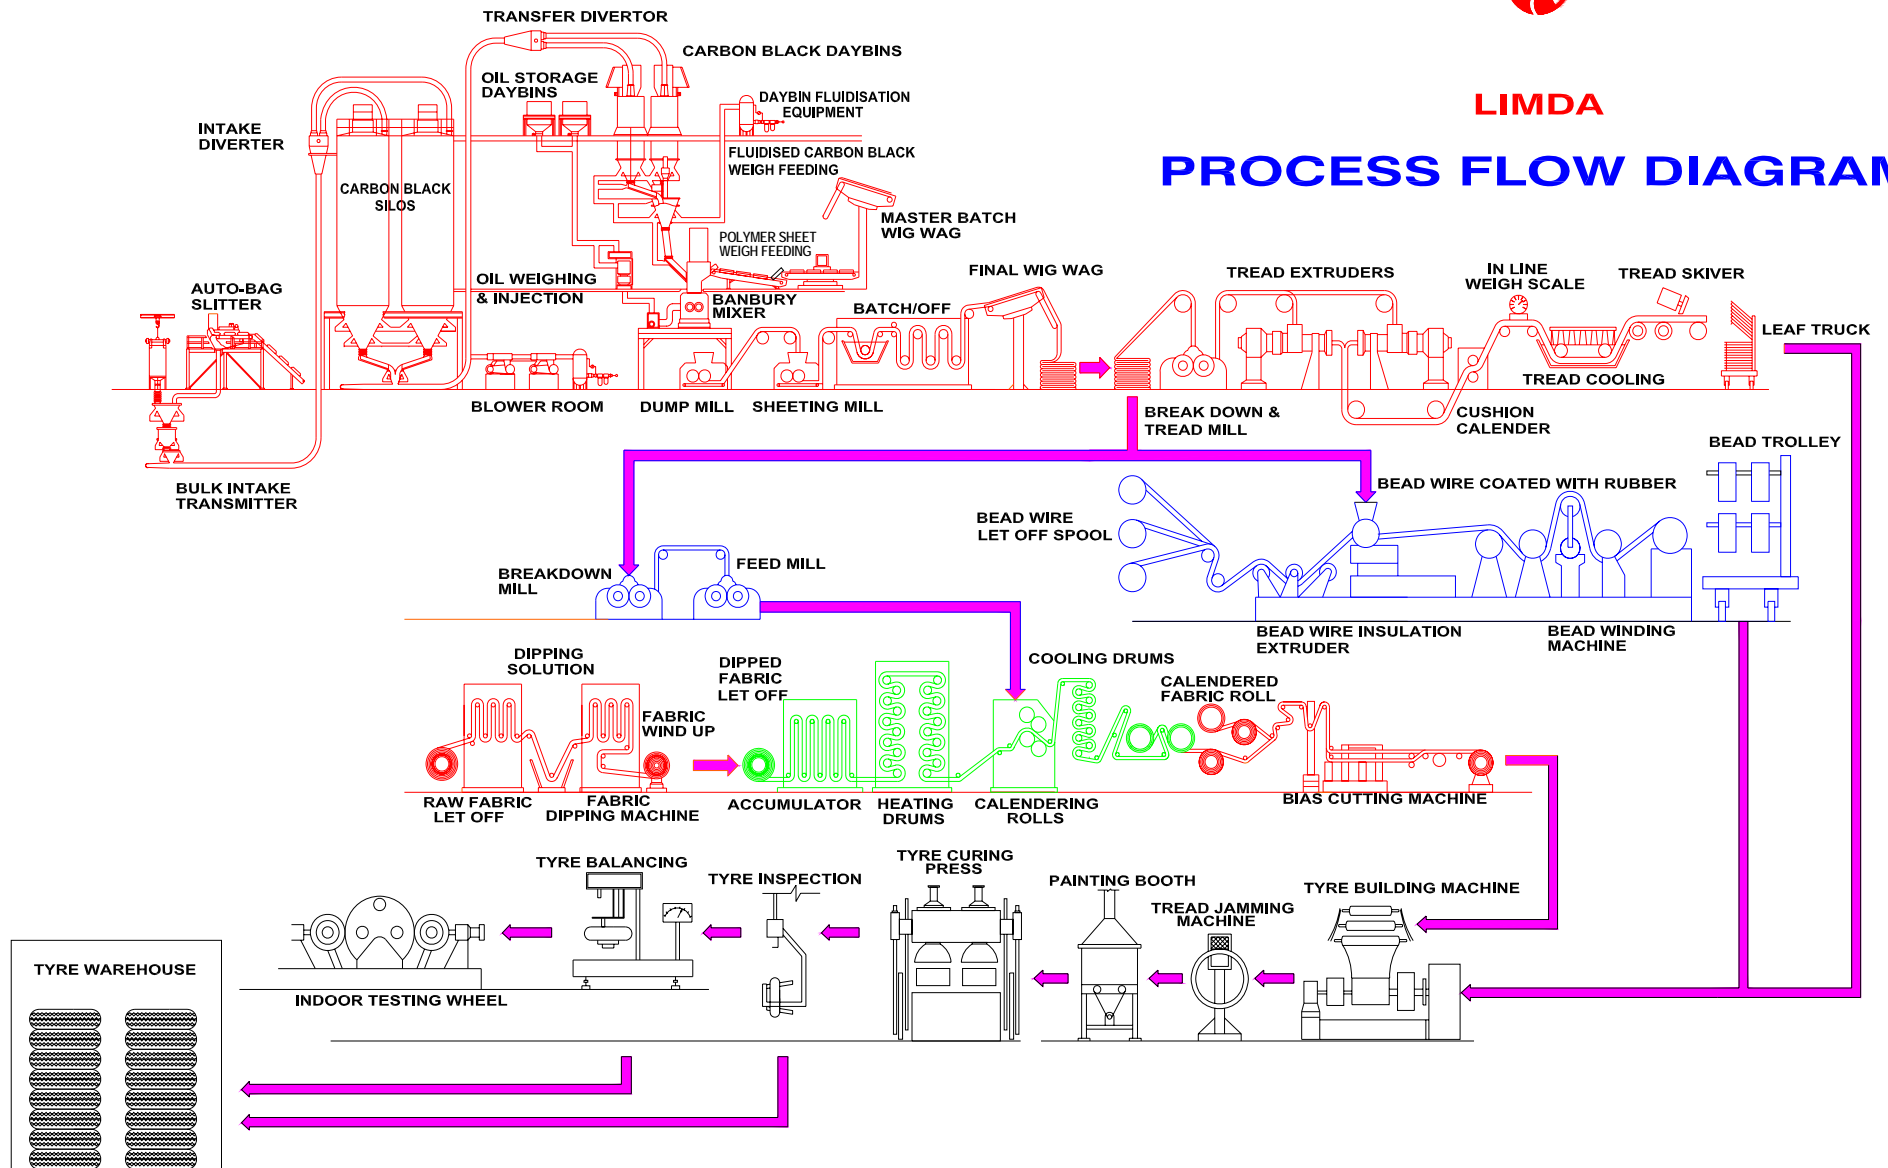 TRANSFER DIVERTOR
CARBON BLACK DAYBINS
OIL STORAGE
DAYBINS
DAYBIN FLUIDISATION
EQUIPMENT
LIMDA
INTAKE
DIVERTER
FLUIDISED CARBON BLACK
WEIGH FEEDING
PROCESS FLOW DIAGRAM
CARBON BLACK
SILOS
MASTER BATCH
WIG WAG
POLYMER SHEET
WEIGH FEEDING
OIL WEIGHING
& INJECTION
FINAL WIG WAG
TREAD EXTRUDERS
IN LINE
WEIGH SCALE
TREAD SKIVER
AUTO-BAG
SLITTER
BANBURY
MIXER
BATCH/OFF
LEAF TRUCK
TREAD COOLING
BLOWER ROOM
DUMP MILL
SHEETING MILL
BREAK DOWN &
TREAD MILL
CUSHION
CALENDER
BEAD TROLLEY
BULK INTAKE
TRANSMITTER
BEAD WIRE COATED WITH RUBBER
BEAD WIRE
LET OFF SPOOL
BREAKDOWN
MILL
FEED MILL
BEAD WIRE INSULATION
EXTRUDER
BEAD WINDING
MACHINE
DIPPING
SOLUTION
DIPPED
FABRIC
LET OFF
COOLING DRUMS
CALENDERED
FABRIC ROLL
FABRIC
WIND UP
RAW FABRIC
LET OFF
FABRIC
DIPPING MACHINE
ACCUMULATOR
HEATING
DRUMS
CALENDERING
ROLLS
BIAS CUTTING MACHINE
TYRE BALANCING
TYRE INSPECTION
TYRE CURING
PRESS
PAINTING BOOTH
TREAD JAMMING
MACHINE
TYRE BUILDING MACHINE
TYRE WAREHOUSE
INDOOR TESTING WHEEL